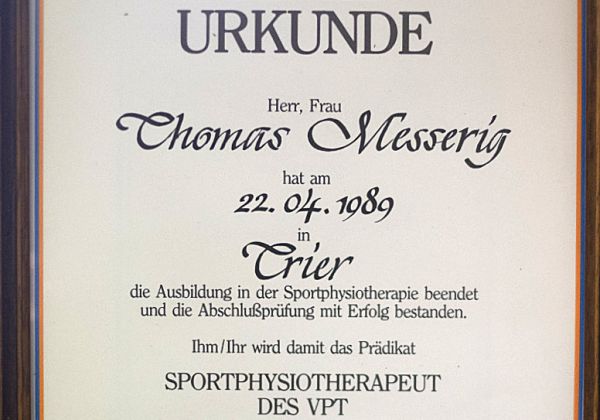 URKUNDE
Herr, Frau
Thomas Messerig
hat am
22. 04. 1989
in
Trier
die Ausbildung in der Sportphysiotherapie beendet
und die Abschlußprüfung mit Erfolg bestanden.
Ihm/Ihr wird damit das Prädikat
SPORTPHYSIOTHERAPEUT
DES VPT